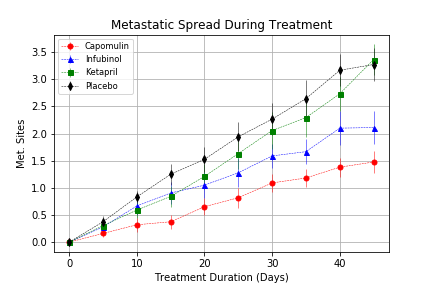 Metastatic Spread During Treatment
Capomulin
Infubinol
Ketapril
Placebo
3.5
3.0
2.5
2.0
1.5
1.0
0.5
0.0
Met. Sites
0 10 20 30 40
Treatment Duration (Days)